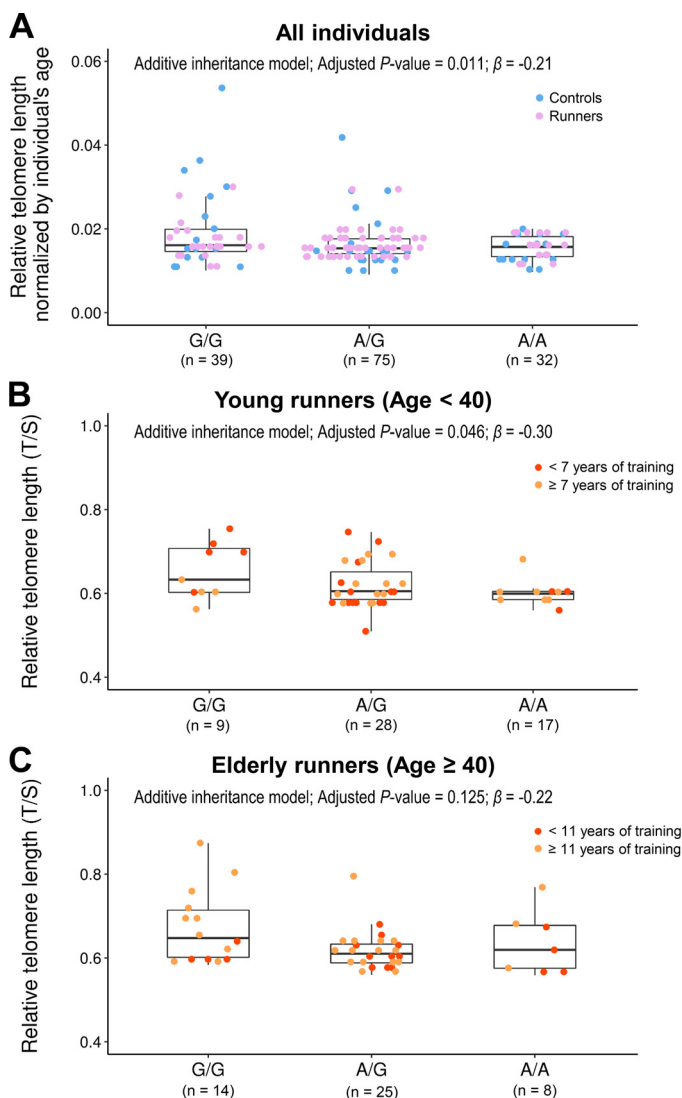 A
All individuals
Additive inheritance model; Adjusted P-value = 0.011; β = -0.21
Relative telomere length
normalized by individual's age
0.06
0.04
0.02
0.00
Controls
Runners
G/G
A/G
A/A
(n = 39)
(n = 75)
(n = 32)
B
Young runners (Age < 40)
Additive inheritance model; Adjusted P-value = 0.046; β = -0.30
Relative telomere length (T/S)
1.0
0.8
0.6
0.4
< 7 years of training
≥ 7 years of training
G/G
A/G
A/A
(n = 9)
(n = 28)
(n = 17)
C
Elderly runners (Age ≥ 40)
Additive inheritance model; Adjusted P-value = 0.125; β = -0.22
Relative telomere length (T/S)
1.0
0.8
0.6
0.4
< 11 years of training
≥ 11 years of training
G/G
A/G
A/A
(n = 14)
(n = 25)
(n = 8)